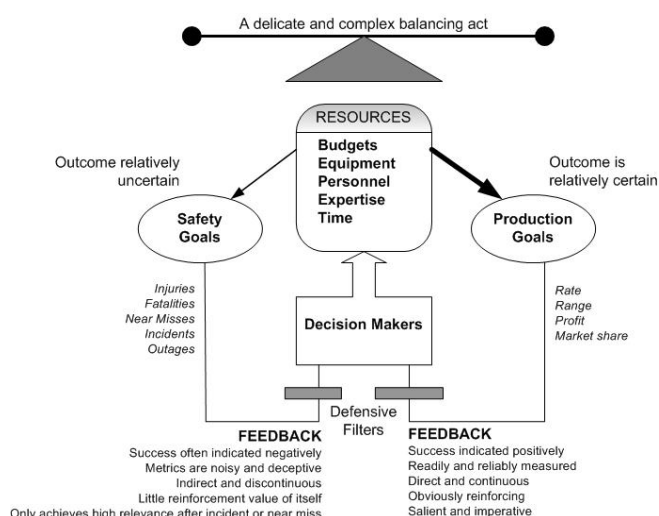 A delicate and complex balancing act
RESOURCES
Budgets
Equipment
Personnel
Expertise
Time
Outcome relatively
uncertain
Outcome is
relatively certain
Safety
Goals
Production
Goals
Injuries
Fatalities
Near Misses
Incidents
Outages
Rate
Range
Profit
Market share
Decision Makers
Defensive
Filters
FEEDBACK
Success often indicated negatively
Metrics are noisy and deceptive
Indirect and discontinuous
Little reinforcement value of itself
Only achieves high relevance after incident or near miss
FEEDBACK
Success indicated positively
Readily and reliably measured
Direct and continuous
Obviously reinforcing
Salient and imperative